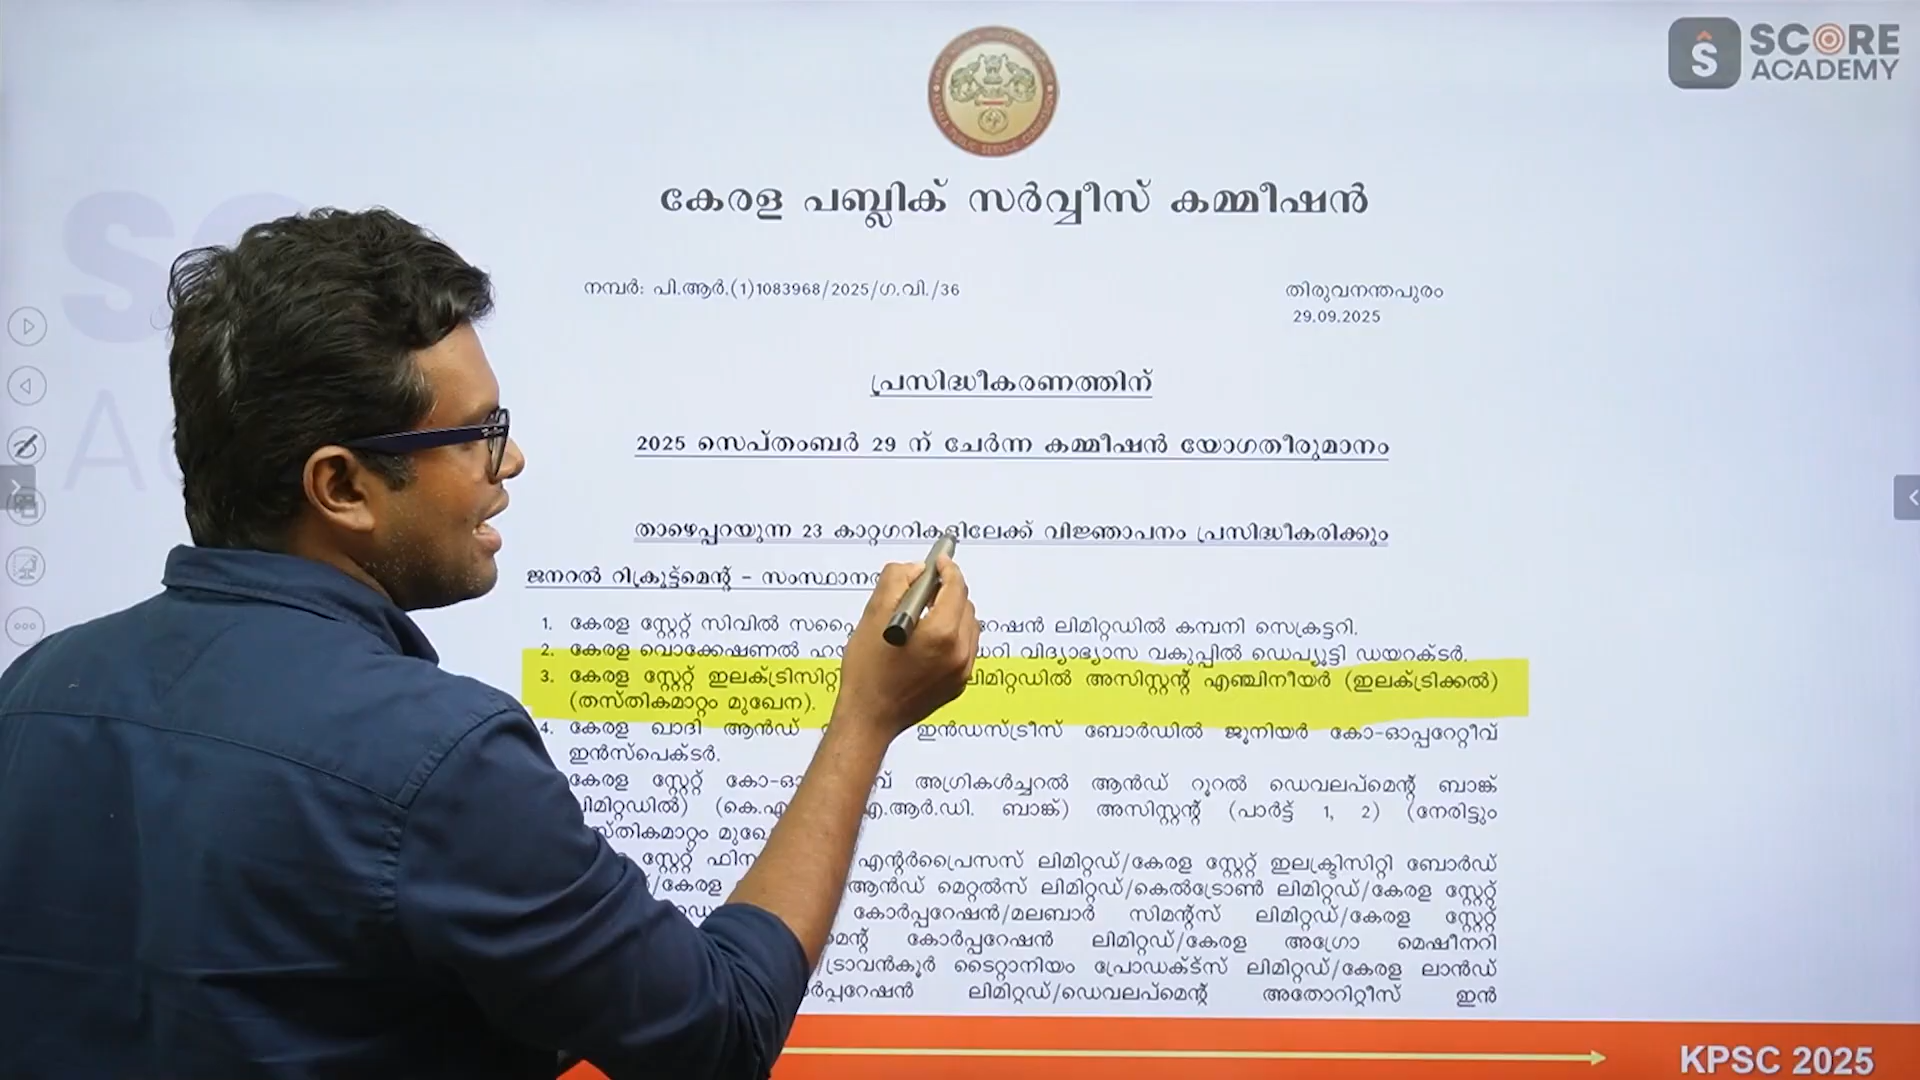 SCORE
ACADEMY
കേരള പബ്ലിക് സർവ്വീസ് കമ്മീഷൻ
നമ്പർ: പി.ആർ.(1)1083968/2025/ഗ.വി./36
തിരുവനന്തപുരം
29.09.2025
പ്രസിദ്ധീകരണത്തിന്
2025 സെപ്തംബർ 29 ന് ചേർന്ന കമ്മീഷൻ യോഗതീരുമാനം
താഴെപ്പറയുന്ന 23 കാറ്റഗറികളിലേക്ക് വിജ്ഞാപനം പ്രസിദ്ധീകരിക്കും
ജനറൽ റിക്രൂട്ട്മെന്റ് –
1. കേരള സ്റ്റേറ്റ് സിവിൽ ലിമിറ്റഡിൽ കമ്പനി സെക്രട്ടറി.
2. കേരള വൊക്കേഷണൽ വിദ്യാഭ്യാസ വകുപ്പിൽ ഡെപ്യൂട്ടി ഡയറക്ടർ.
3. കേരള സ്റ്റേറ്റ് ഇലക്ട്രിസിറ്റി ലിമിറ്റഡിൽ അസിസ്റ്റന്റ് എഞ്ചിനീയർ (ഇലക്ട്രിക്കൽ)
(തസ്തികമാറ്റം മുഖേന).
4. കേരള ഖാദി ആൻഡ് ഇൻഡസ്ട്രീസ് ബോർഡിൽ ജൂനിയർ കോ-ഓപ്പറേറ്റീവ്
ഇൻസ്പെക്ടർ.
കേരള സ്റ്റേറ്റ് അഗ്രികൾച്ചറൽ ആൻഡ് റൂറൽ ഡെവലപ്മെന്റ് ബാങ്ക്
ബാങ്ക്) അസിസ്റ്റന്റ് (പാർട്ട് 1, 2) (നേരിട്ടും
സ്റ്റേറ്റ് എന്റർപ്രൈസസ് ലിമിറ്റഡ്/കേരള സ്റ്റേറ്റ് ഇലക്ട്രിസിറ്റി ബോർഡ്
/കേരള ആൻഡ് മെറ്റൽസ് ലിമിറ്റഡ്/കെൽട്രോൺ ലിമിറ്റഡ്/കേരള സ്റ്റേറ്റ്
കോർപ്പറേഷൻ/മലബാർ സിമന്റ്സ് ലിമിറ്റഡ്/കേരള സ്റ്റേറ്റ്
കോർപ്പറേഷൻ ലിമിറ്റഡ്/കേരള അഗ്രോ മെഷീനറി
/ട്രാവൻകൂർ ടൈറ്റാനിയം പ്രോഡക്ട്സ് ലിമിറ്റഡ്/കേരള ലാൻഡ്
ലിമിറ്റഡ്/ഡെവലപ്മെന്റ് അതോറിറ്റീസ് ഇൻ
KPSC 2025